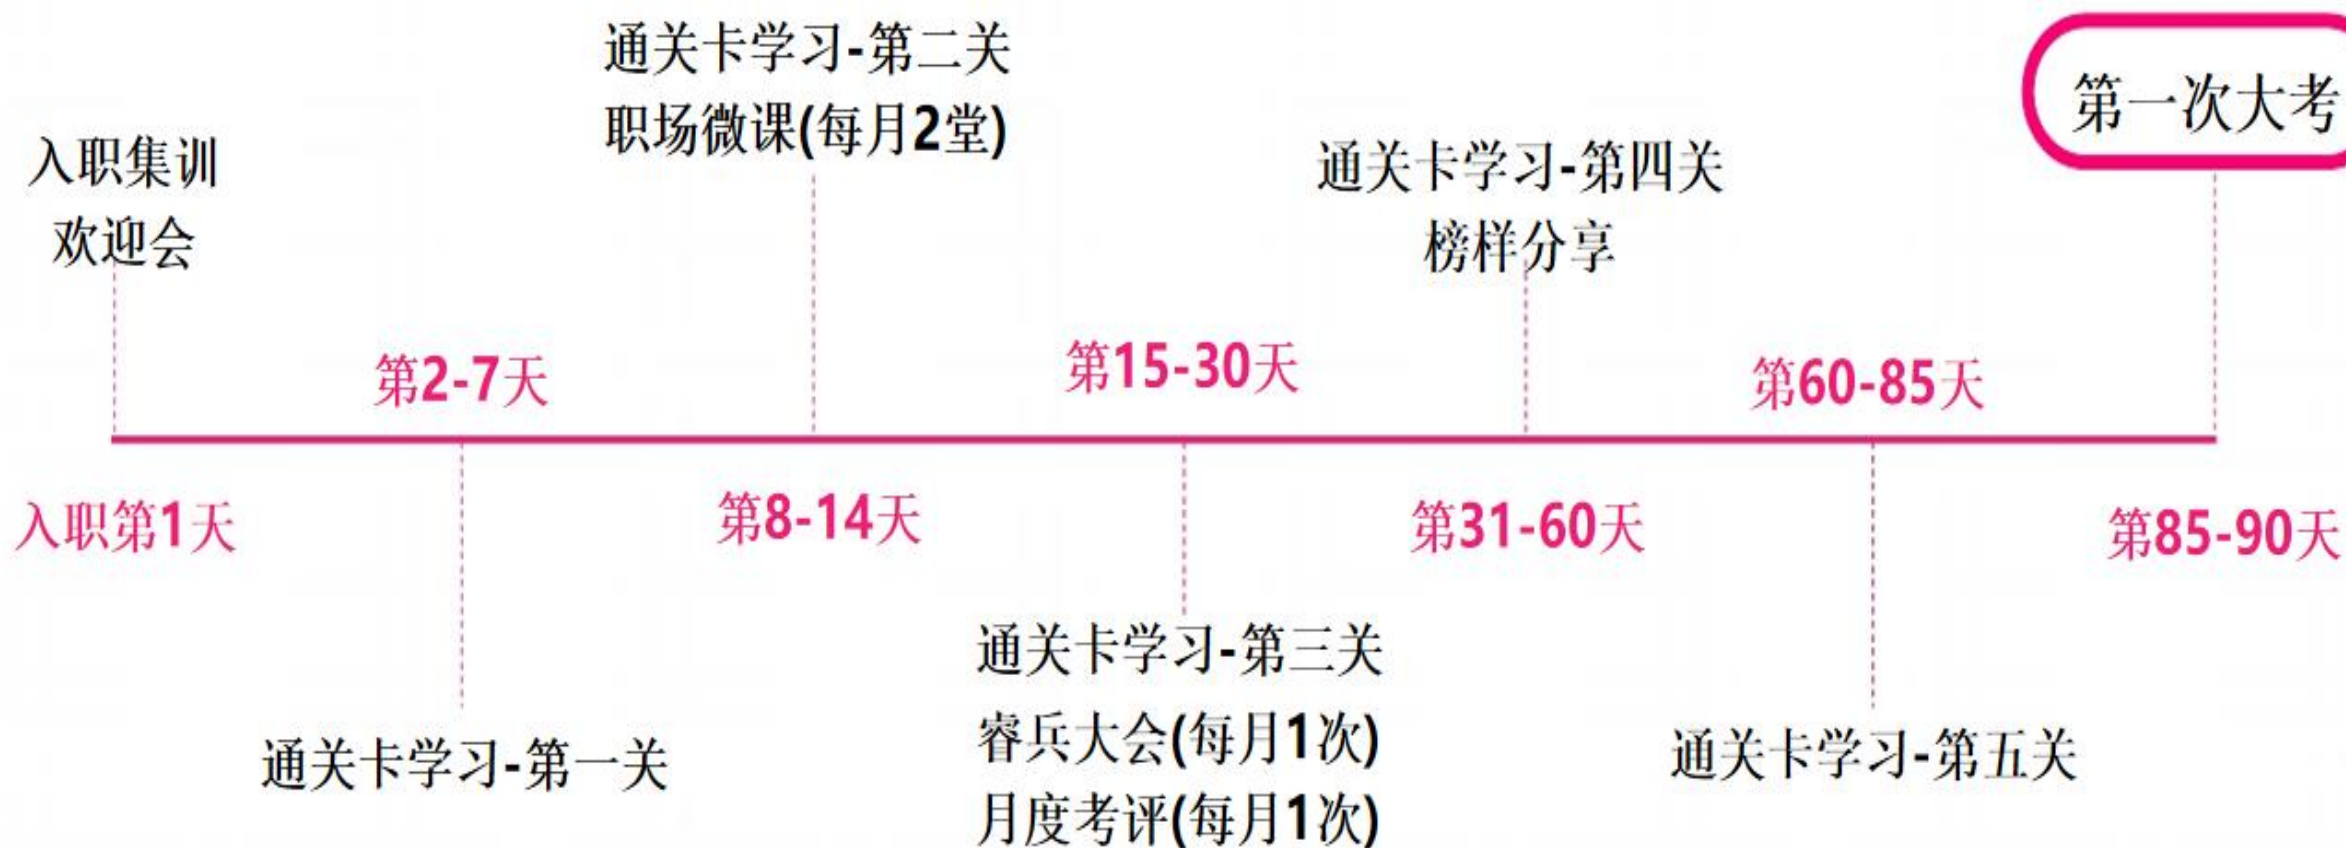 入职集训
欢迎会
入职第1天
第2-7天
通关卡学习-第一关
通关卡学习-第二关
职场微课(每月2堂)
第8-14天
第15-30天
通关卡学习-第三关
睿兵大会(每月1次)
月度考评(每月1次)
通关卡学习-第四关
榜样分享
第31-60天
第60-85天
通关卡学习-第五关
第一次大考
第85-90天